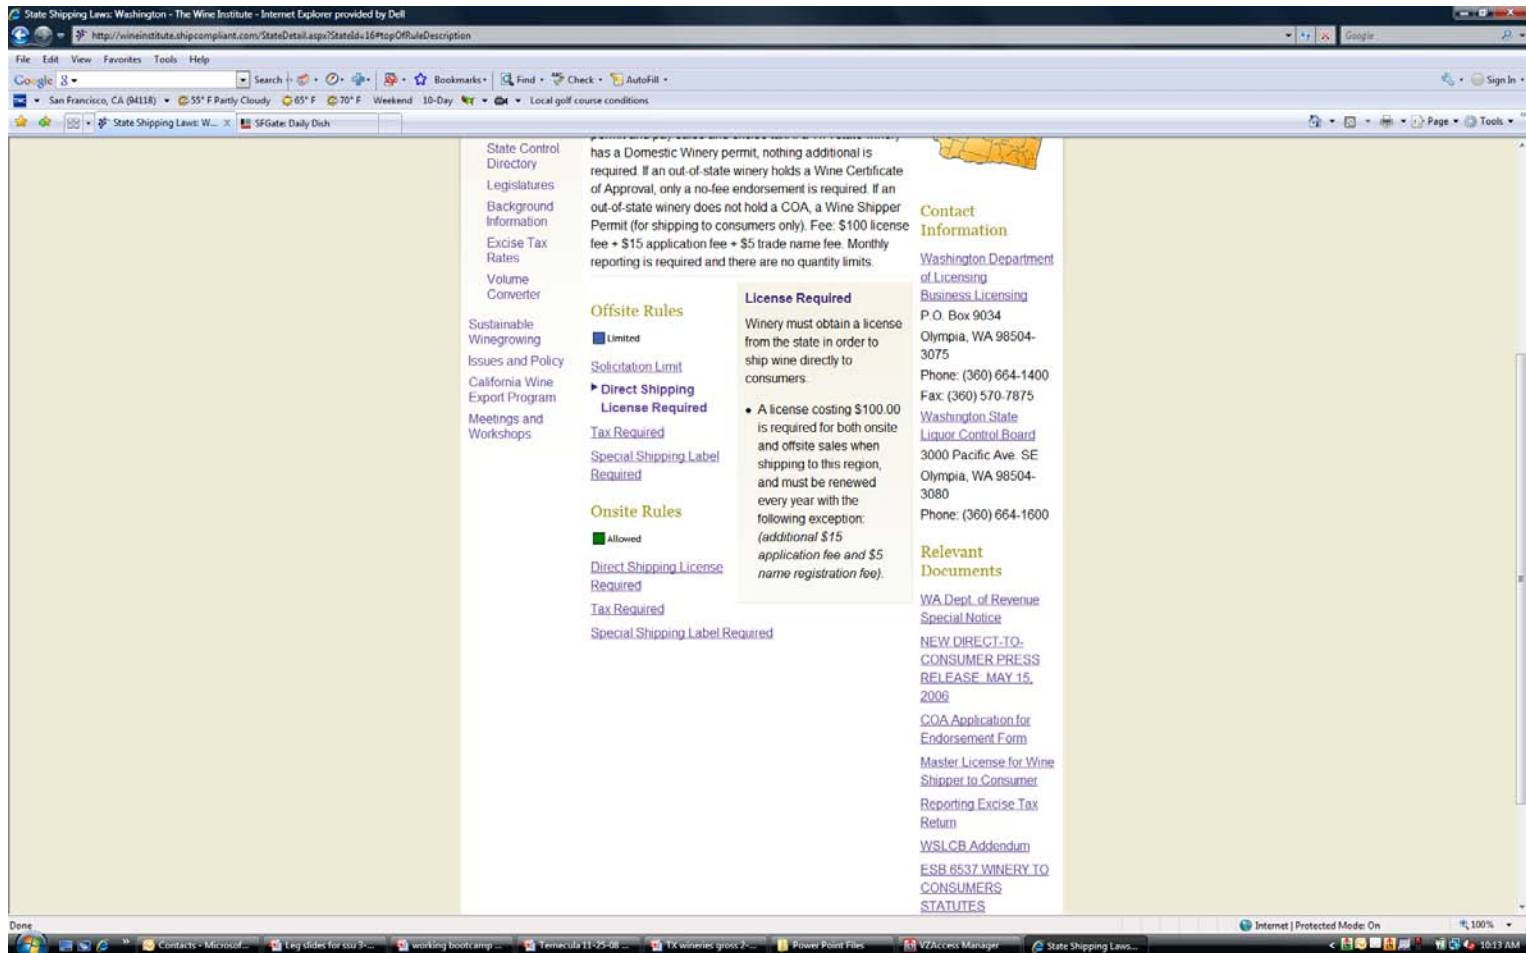 State Shipping Laws: Washington - The Wine Institute - Internet Explorer provided by Dell
http://wineinstitute.shipcompliant.com/StateDetail.aspx?StateId=16#topOfRuleDescription
Google
File Edit View Favorites Tools Help
Google
Search
Bookmarks
Find
Check
AutoFill
Sign In
San Francisco, CA (94118)
55° F Partly Cloudy
65° F
70° F
Weekend
10-Day
Local golf course conditions
State Shipping Laws: W...
SFGate: Daily Dish
Page
Tools
State Control
Directory
Legislatures
Background
Information
Excise Tax
Rates
Volume
Converter
Sustainable
Winegrowing
Issues and Policy
California Wine
Export Program
Meetings and
Workshops
has a Domestic Winery permit, nothing additional is
required. If an out-of-state winery holds a Wine Certificate
of Approval, only a no-fee endorsement is required. If an
out-of-state winery does not hold a COA, a Wine Shipper
Permit (for shipping to consumers only). Fee: $100 license
fee + $15 application fee + $5 trade name fee. Monthly
reporting is required and there are no quantity limits.
Offsite Rules
Limited
Solicitation Limit
Direct Shipping
License Required
Tax Required
Special Shipping Label
Required
Onsite Rules
Allowed
Direct Shipping License
Required
Tax Required
Special Shipping Label Required
License Required
Winery must obtain a license
from the state in order to
ship wine directly to
consumers.
• A license costing $100.00
is required for both onsite
and offsite sales when
shipping to this region,
and must be renewed
every year with the
following exception:
(additional $15
application fee and $5
name registration fee).
Contact
Information
Washington Department
of Licensing
Business Licensing
P.O. Box 9034
Olympia, WA 98504-
3075
Phone: (360) 664-1400
Fax: (360) 570-7875
Washington State
Liquor Control Board
3000 Pacific Ave. SE
Olympia, WA 98504-
3080
Phone: (360) 664-1600
Relevant
Documents
WA Dept. of Revenue
Special Notice
NEW DIRECT-TO-
CONSUMER PRESS
RELEASE: MAY 15,
2006
COA Application for
Endorsement Form
Master License for Wine
Shipper to Consumer
Reporting Excise Tax
Return
WSLCB Addendum
ESB 6537 WINERY TO
CONSUMERS
STATUTES
Done
Internet | Protected Mode: On
100%
Contacts - Microsof...
Leg slides for ssu 3-...
working bootcamp ...
Temecula 11-25-08 ...
TX wineries gross 2-...
Power Point Files
VZAccess Manager
State Shipping Laws...
10:13 AM